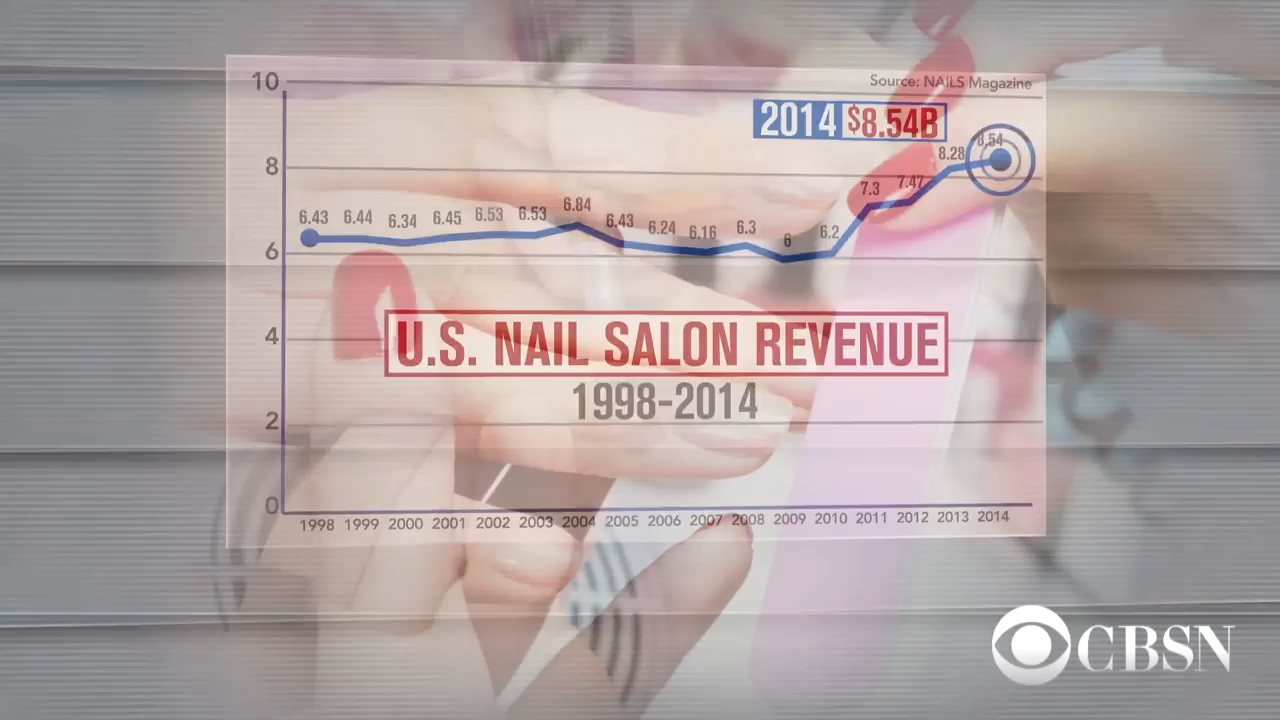 10
Source: NAILS Magazine
2014 $8.54B
8
6
4
2
0
6.43 6.44 6.34 6.45 6.53 6.53 6.84 6.43 6.24 6.16 6.3 6 6.2 7.3 7.47 8.28 8.54
U.S. NAIL SALON REVENUE
1998-2014
1998 1999 2000 2001 2002 2003 2004 2005 2006 2007 2008 2009 2010 2011 2012 2013 2014
CBSN